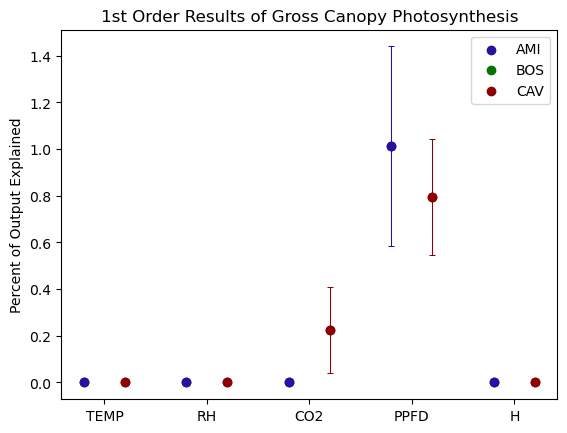 1st Order Results of Gross Canopy Photosynthesis
Percent of Output Explained
1.4
1.2
1.0
0.8
0.6
0.4
0.2
0.0
AMI
BOS
CAV
TEMP RH CO2 PPFD H